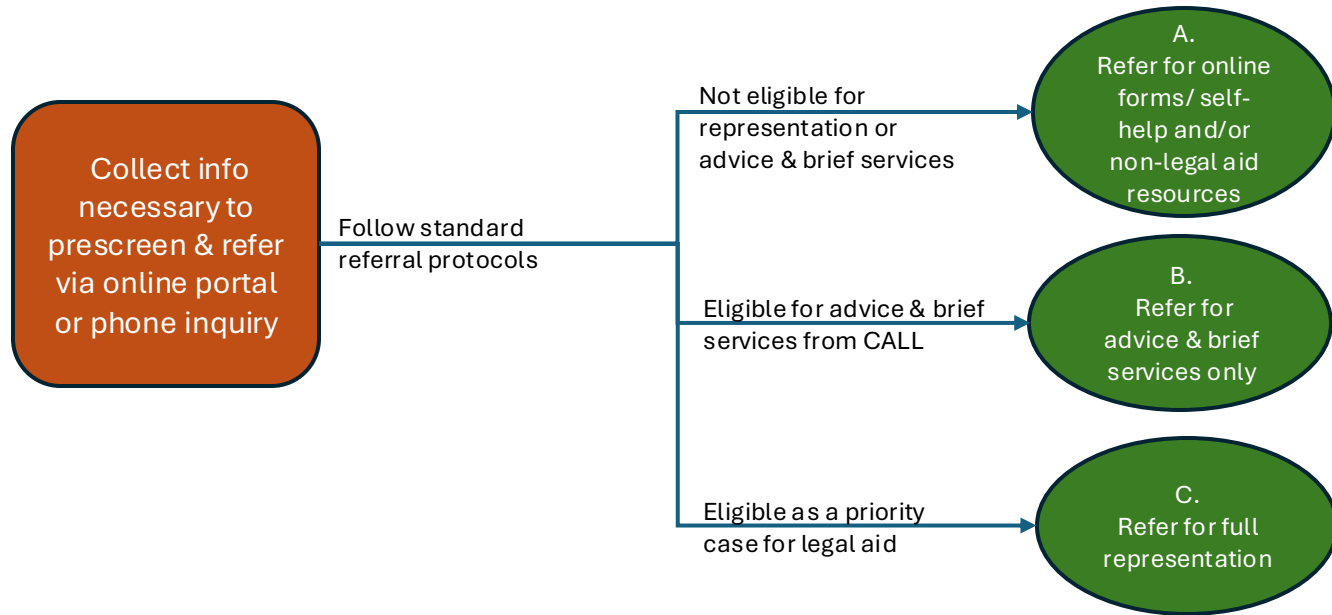 Collect info
necessary to
prescreen & refer
via online portal
or phone inquiry
Follow standard
referral protocols
Not eligible for
representation or
advice & brief services
A.
Refer for online
forms/ self-
help and/or
non-legal aid
resources
Eligible for advice & brief
services from CALL
B.
Refer for
advice & brief
services only
Eligible as a priority
case for legal aid
C.
Refer for full
representation